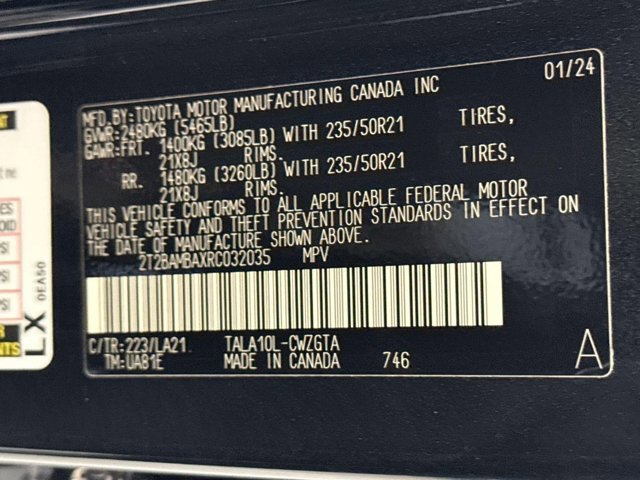 01/24
MFD.BY:TOYOTA MOTOR MANUFACTURING CANADA INC
GVWR:2480KG (5465LB)
GAWR:FRT. 1400KG (3085LB) WITH 235/50R21 TIRES,
21X8J RIMS.
RR. 1480KG (3260LB) WITH 235/50R21 TIRES,
21X8J RIMS.
THIS VEHICLE CONFORMS TO ALL APPLICABLE FEDERAL MOTOR
VEHICLE SAFETY AND THEFT PREVENTION STANDARDS IN EFFECT ON
THE DATE OF MANUFACTURE SHOWN ABOVE.
2T2BAMBAXRC032035 MPV
C/TR:223/LA21 TALA10L-CWZGTA
TM:UA81E MADE IN CANADA 746 A
LX 0EA50